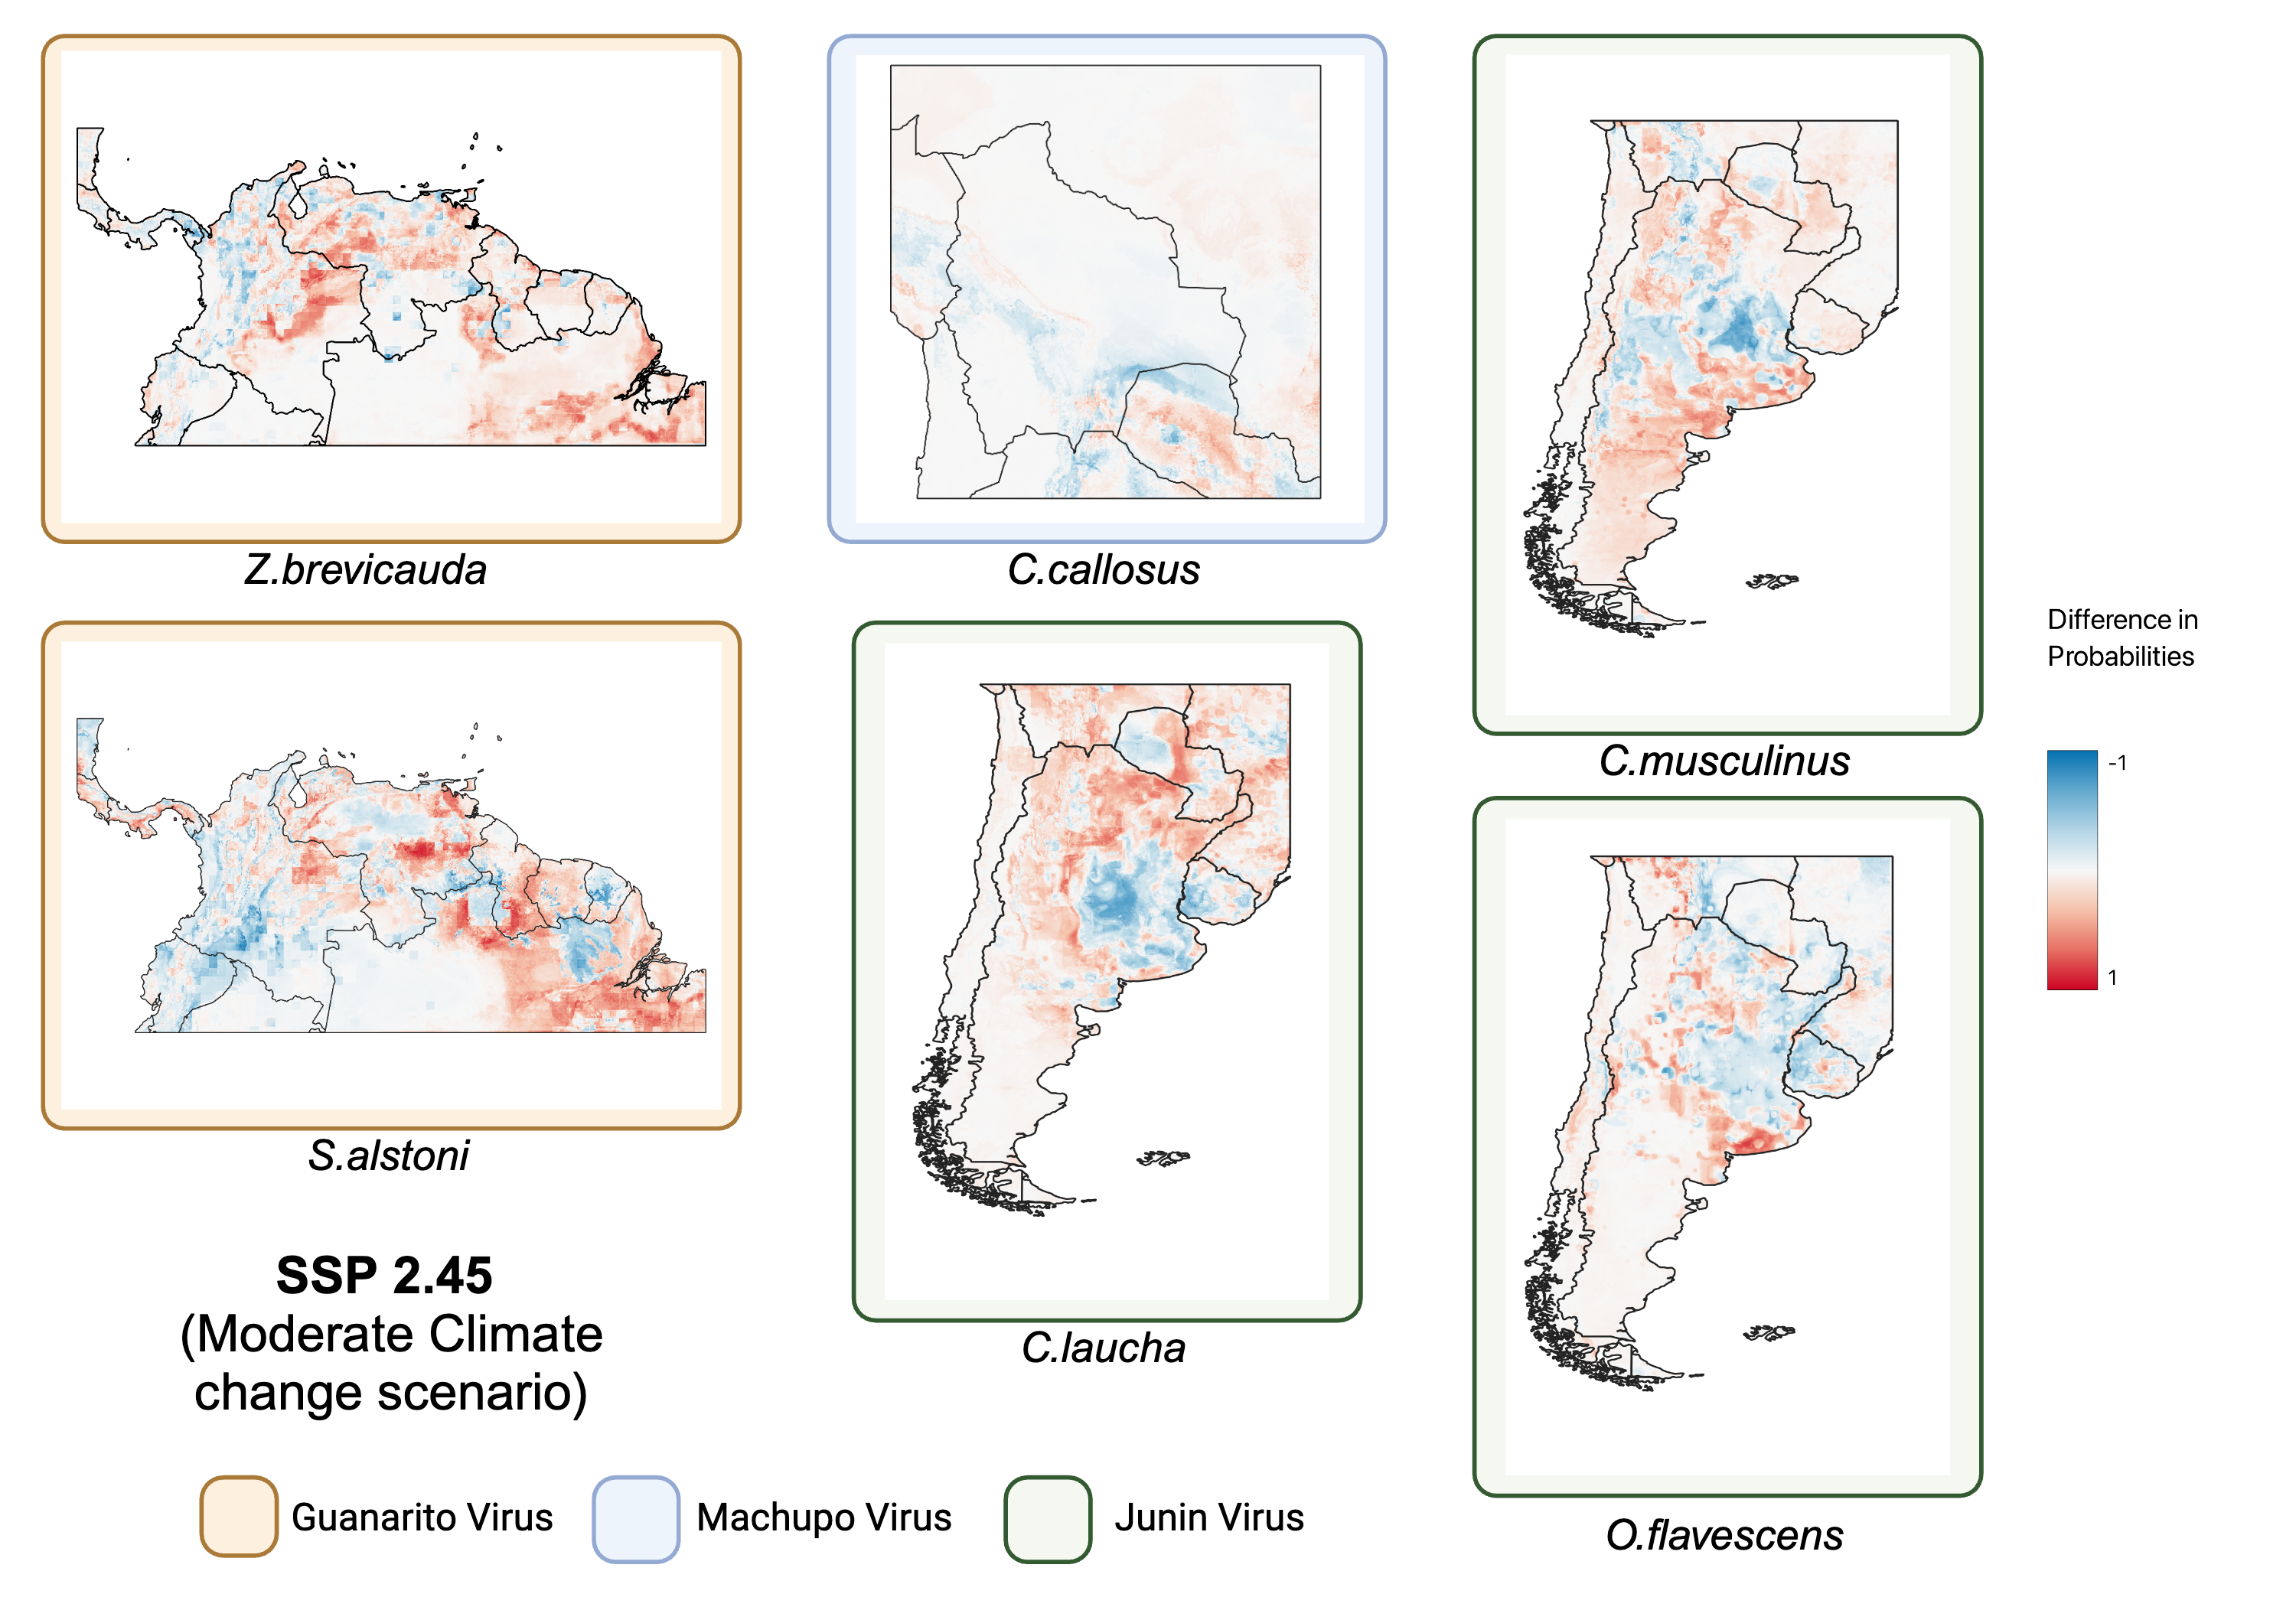 Z.brevicauda
C.callosus
C.musculinus
S.alstoni
C.laucha
O.flavescens
Difference in
Probabilities
-1
1
SSP 2.45
(Moderate Climate
change scenario)
Guanarito Virus
Machupo Virus
Junin Virus